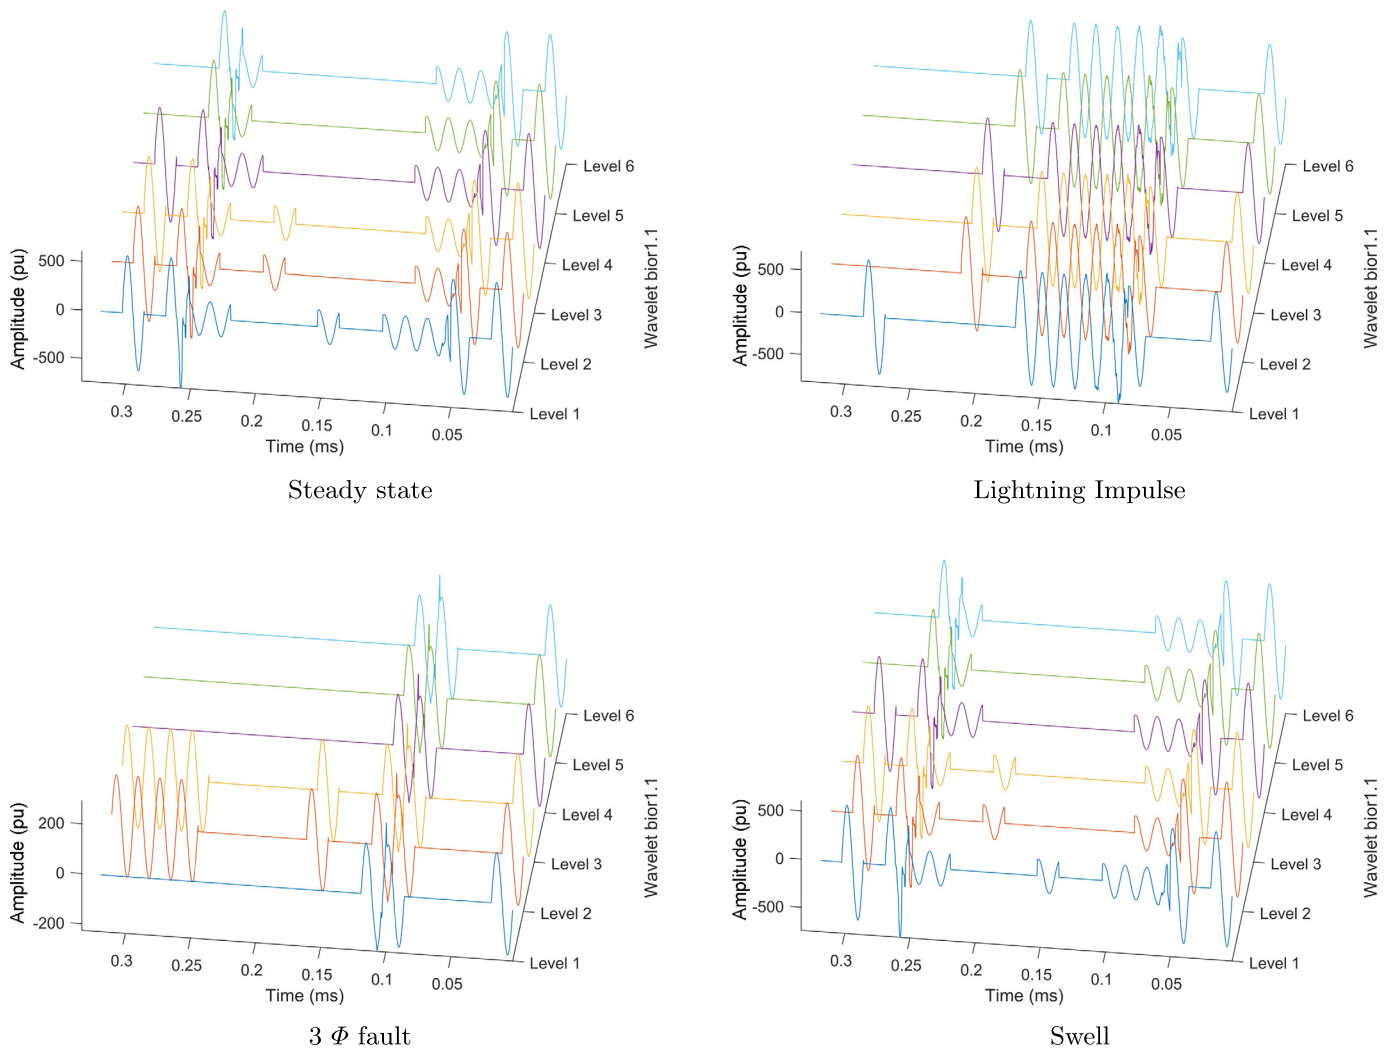 Level 6
Level 5
Level 4
Level 3
Level 2
Level 1
Wavelet bior1.1
Amplitude (pu)
500
0
-500
0.3
0.25
0.2
0.15
0.1
0.05
Time (ms)
Steady state
Level 6
Level 5
Level 4
Level 3
Level 2
Level 1
Wavelet bior1.1
Amplitude (pu)
500
0
-500
0.3
0.25
0.2
0.15
0.1
0.05
Time (ms)
Lightning Impulse
Level 6
Level 5
Level 4
Level 3
Level 2
Level 1
Wavelet bior1.1
Amplitude (pu)
200
0
-200
0.3
0.25
0.2
0.15
0.1
0.05
Time (ms)
3 Φ fault
Level 6
Level 5
Level 4
Level 3
Level 2
Level 1
Wavelet bior1.1
Amplitude (pu)
500
0
-500
0.3
0.25
0.2
0.15
0.1
0.05
Time (ms)
Swell